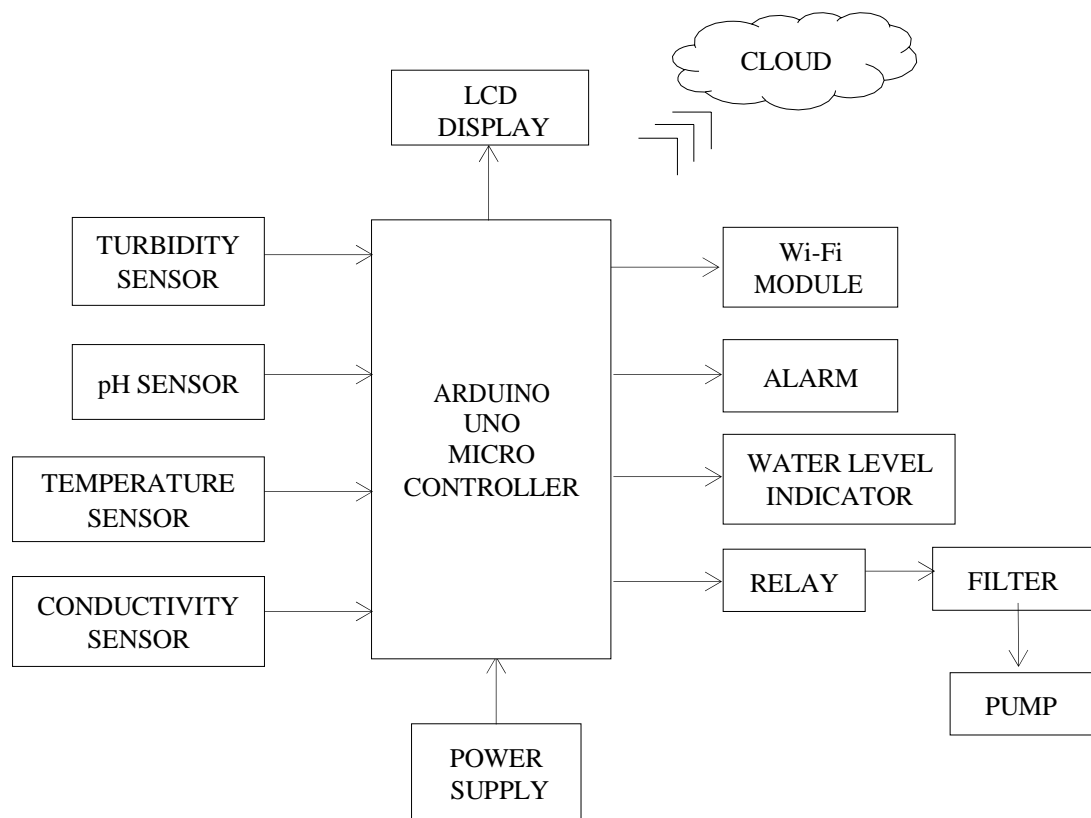 CLOUD
LCD
DISPLAY
TURBIDITY
SENSOR
Wi-Fi
MODULE
pH SENSOR
ALARM
ARDUINO
UNO
MICRO
CONTROLLER
TEMPERATURE
SENSOR
WATER LEVEL
INDICATOR
CONDUCTIVITY
SENSOR
RELAY
FILTER
PUMP
POWER
SUPPLY